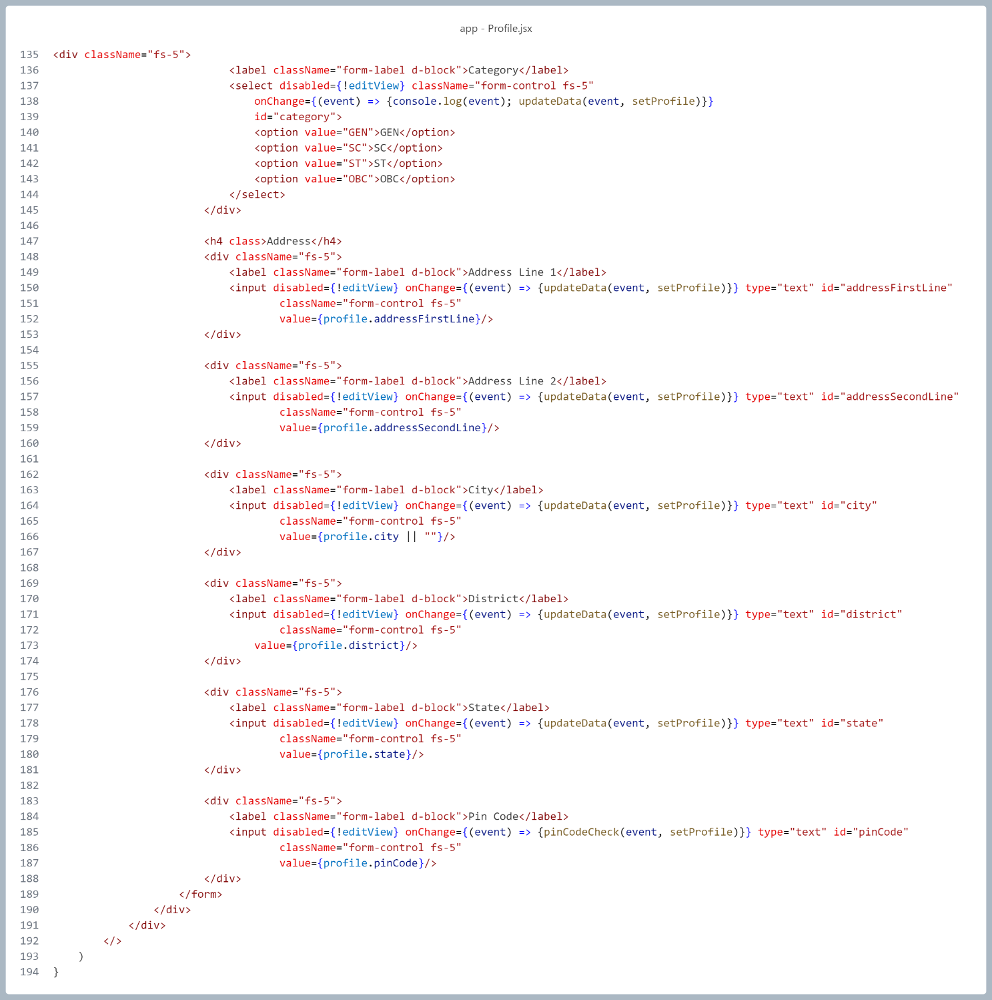 app - Profile.jsx
135 <div className="fs-5">
136 <label className="form-label d-block">Category</label>
137 <select disabled={!editView} className="form-control fs-5"
138 onChange={(event) => {console.log(event); updateData(event, setProfile)}}
139 id="category">
140 <option value="GEN">GEN</option>
141 <option value="SC">SC</option>
142 <option value="ST">ST</option>
143 <option value="OBC">OBC</option>
144 </select>
145 </div>
146
147 <h4 class>Address</h4>
148 <div className="fs-5">
149 <label className="form-label d-block">Address Line 1</label>
150 <input disabled={!editView} onChange={(event) => {updateData(event, setProfile)}} type="text" id="addressFirstLine"
151 className="form-control fs-5"
152 value={profile.addressFirstLine}/>
153 </div>
154
155 <div className="fs-5">
156 <label className="form-label d-block">Address Line 2</label>
157 <input disabled={!editView} onChange={(event) => {updateData(event, setProfile)}} type="text" id="addressSecondLine"
158 className="form-control fs-5"
159 value={profile.addressSecondLine}/>
160 </div>
161
162 <div className="fs-5">
163 <label className="form-label d-block">City</label>
164 <input disabled={!editView} onChange={(event) => {updateData(event, setProfile)}} type="text" id="city"
165 className="form-control fs-5"
166 value={profile.city || ""}/>
167 </div>
168
169 <div className="fs-5">
170 <label className="form-label d-block">District</label>
171 <input disabled={!editView} onChange={(event) => {updateData(event, setProfile)}} type="text" id="district"
172 className="form-control fs-5"
173 value={profile.district}/>
174 </div>
175
176 <div className="fs-5">
177 <label className="form-label d-block">State</label>
178 <input disabled={!editView} onChange={(event) => {updateData(event, setProfile)}} type="text" id="state"
179 className="form-control fs-5"
180 value={profile.state}/>
181 </div>
182
183 <div className="fs-5">
184 <label className="form-label d-block">Pin Code</label>
185 <input disabled={!editView} onChange={(event) => {pinCodeCheck(event, setProfile)}} type="text" id="pinCode"
186 className="form-control fs-5"
187 value={profile.pinCode}/>
188 </div>
189 </form>
190 </div>
191 </div>
192 </>
193 )
194 }